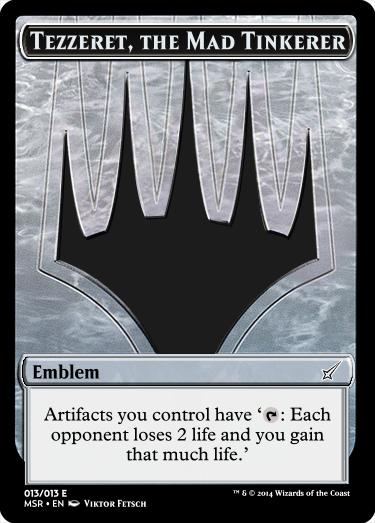 Tezzeret, the Mad Tinkerer
Emblem
Artifacts you control have ‘ : Each
opponent loses 2 life and you gain
that much life.’
013/013 E
MSR • EN Viktor Fetsch
™ & © 2014 Wizards of the Coast